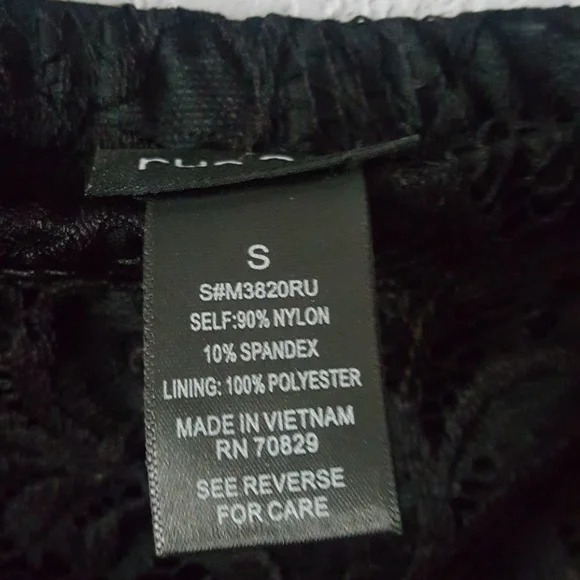 S
S#M3820RU
SELF:90% NYLON
10% SPANDEX
LINING: 100% POLYESTER
MADE IN VIETNAM
RN 70829
SEE REVERSE
FOR CARE